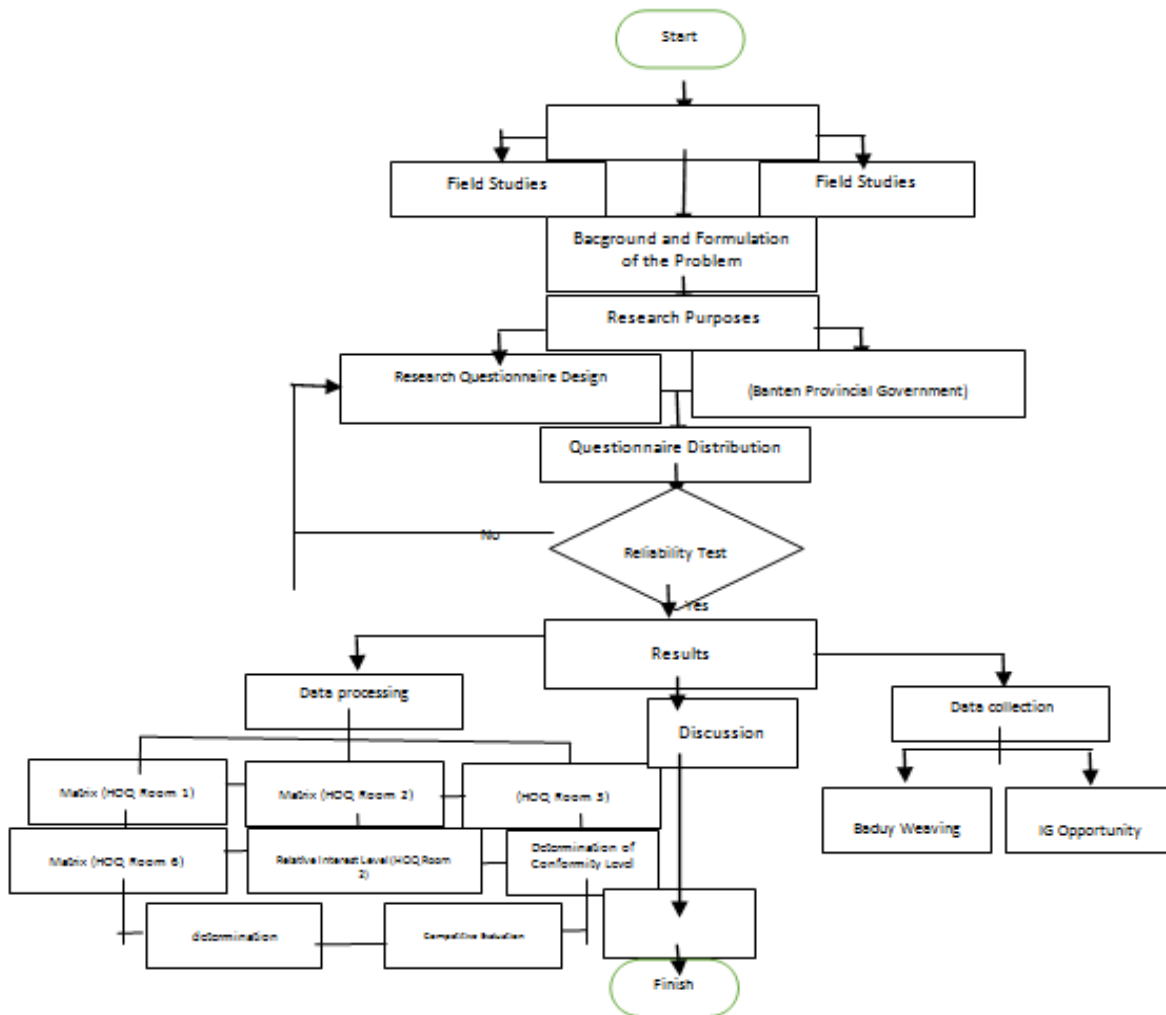 Start
Field Studies
Field Studies
Bacground and Formulation
of the Problem
Research Purposes
Research Questionnaire Design
(Banten Provincial Government)
Questionnaire Distribution
No
Reliability Test
Yes
Results
Data processing
Data collection
Discussion
Matrix (HOQ Room 1)
Matrix (HOQ Room 2)
(HOQ Room 3)
Baduy Weaving
IG Opportunity
Matrix (HOQ Room 6)
Relative Interest Level (HOQ Room
2)
Determination of
Conformity Level
determination
Competitive Evaluation
Finish